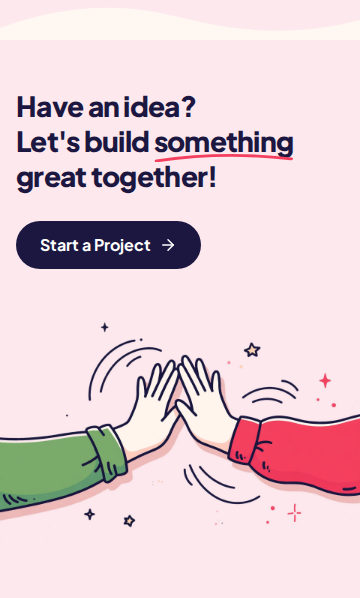 Have an idea?
Let's build something
great together!
Start a Project